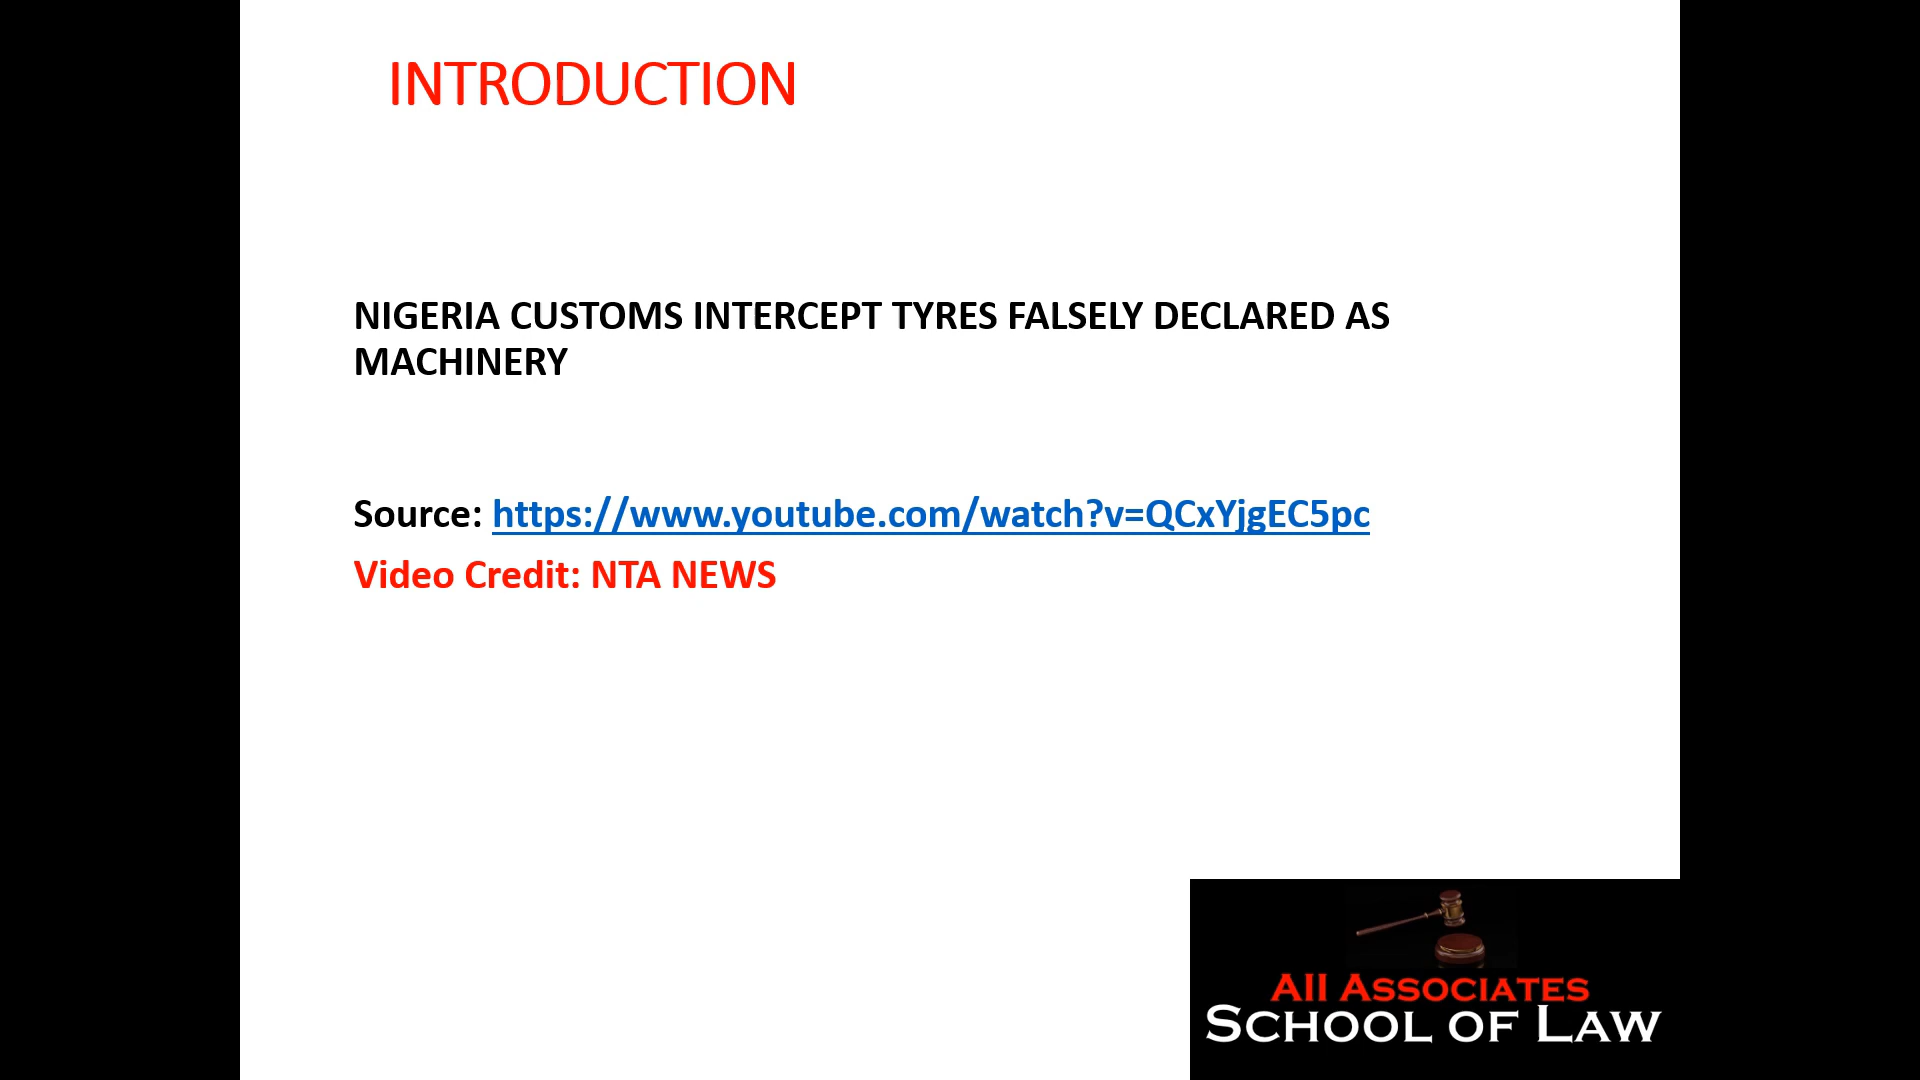 INTRODUCTION
NIGERIA CUSTOMS INTERCEPT TYRES FALSELY DECLARED AS
MACHINERY
Source: https://www.youtube.com/watch?v=QCxYjgEC5pc
Video Credit: NTA NEWS
AII ASSOCIATES
SCHOOL OF LAW